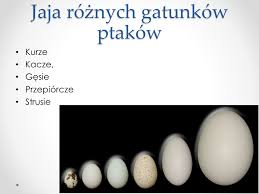 Jaja różnych gatunków
ptaków
• Kurze
• Kacze,
• Gęsie
• Przepiórcze
• Strusie